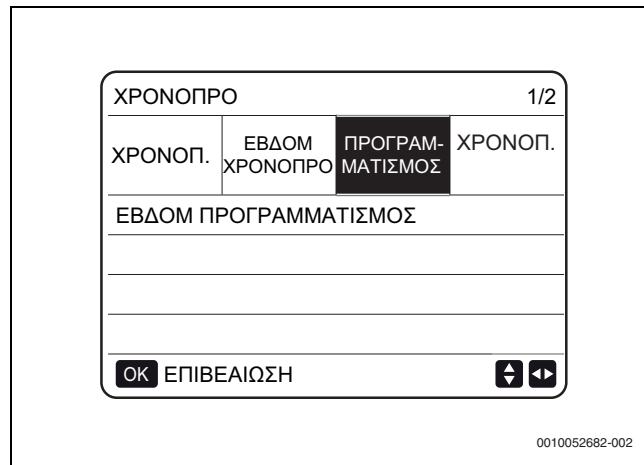 ΧΡΟΝΟΠΡΟ 1/2
ΧΡΟΝΟΠ. ΕΒΔΟΜ ΧΡΟΝΟΠΡΟ ΠΡΟΓΡΑΜ-ΜΑΤΙΣΜΟΣ ΧΡΟΝΟΠ.
ΕΒΔΟΜ ΠΡΟΓΡΑΜΜΑΤΙΣΜΟΣ
OK ΕΠΙΒΕΑΙΩΣΗ
0010052682-002